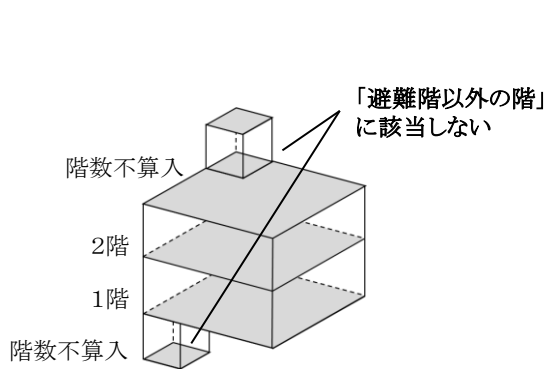 「避難階以外の階」
に該当しない
階数不算入
2階
1階
階数不算入